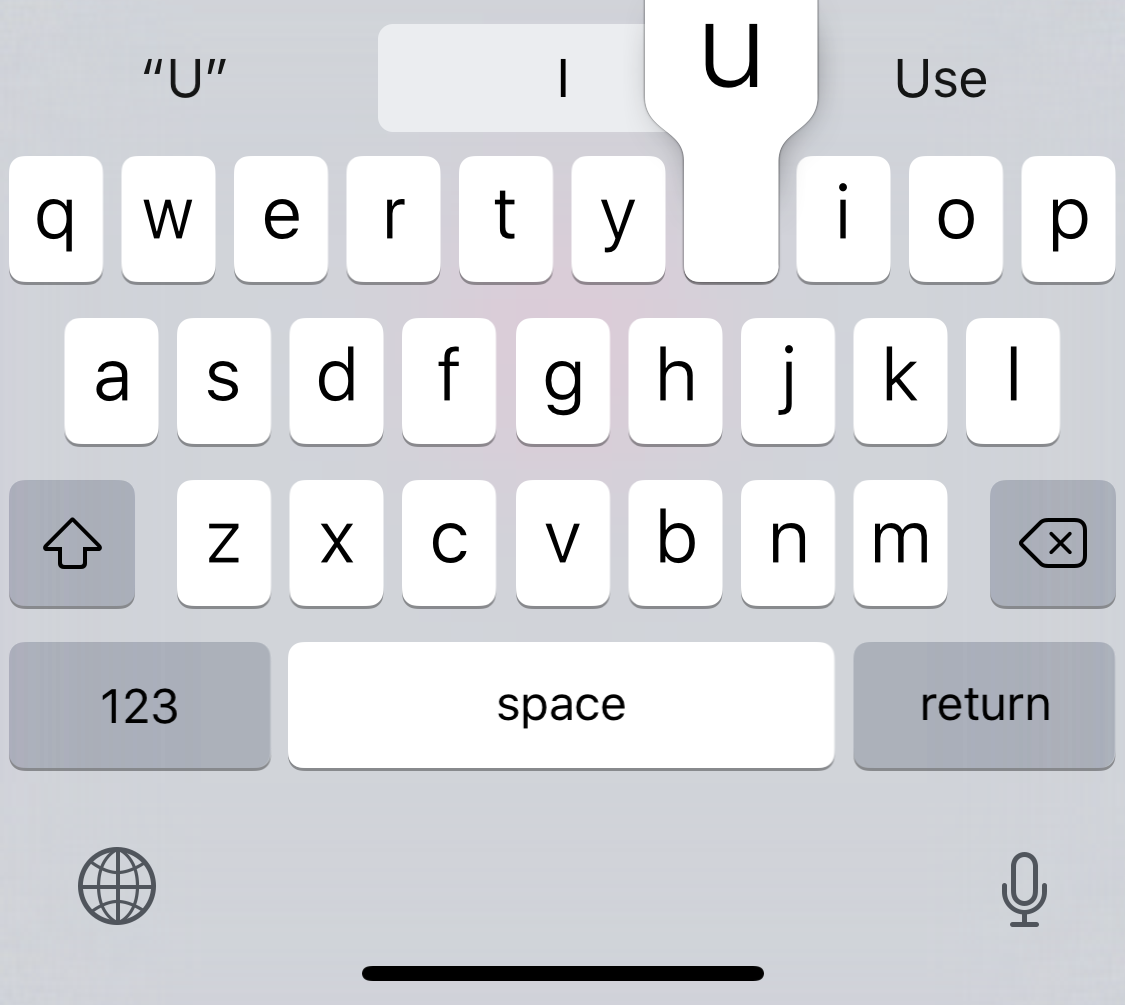 “U” I u Use
q w e r t y i o p
a s d f g h j k l
z x c v b n m
123 space return